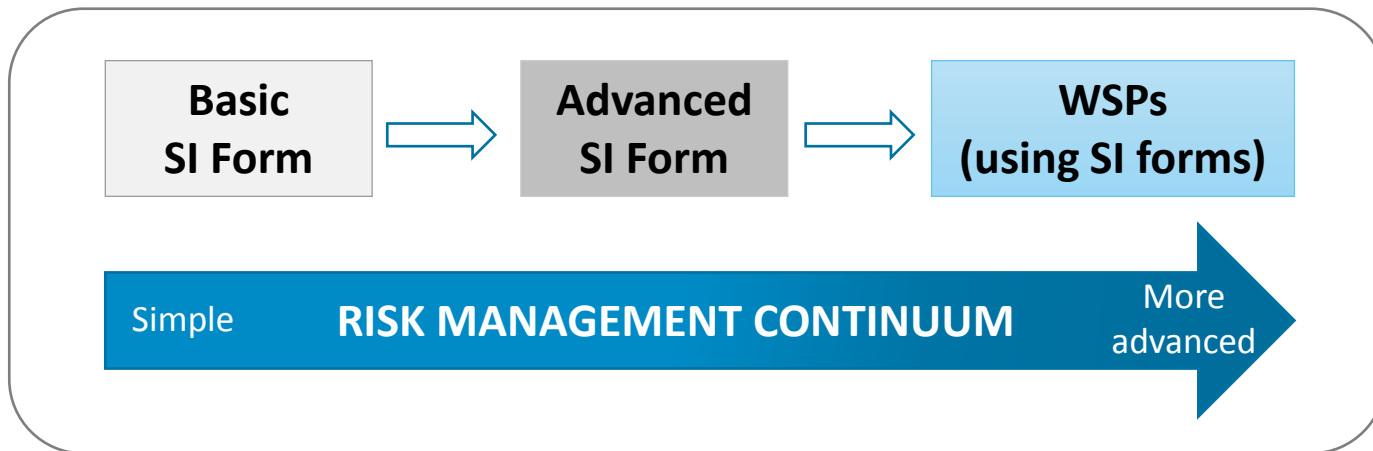 Basic
SI Form
Advanced
SI Form
WSPs
(using SI forms)
Simple
RISK MANAGEMENT CONTINUUM
More
advanced